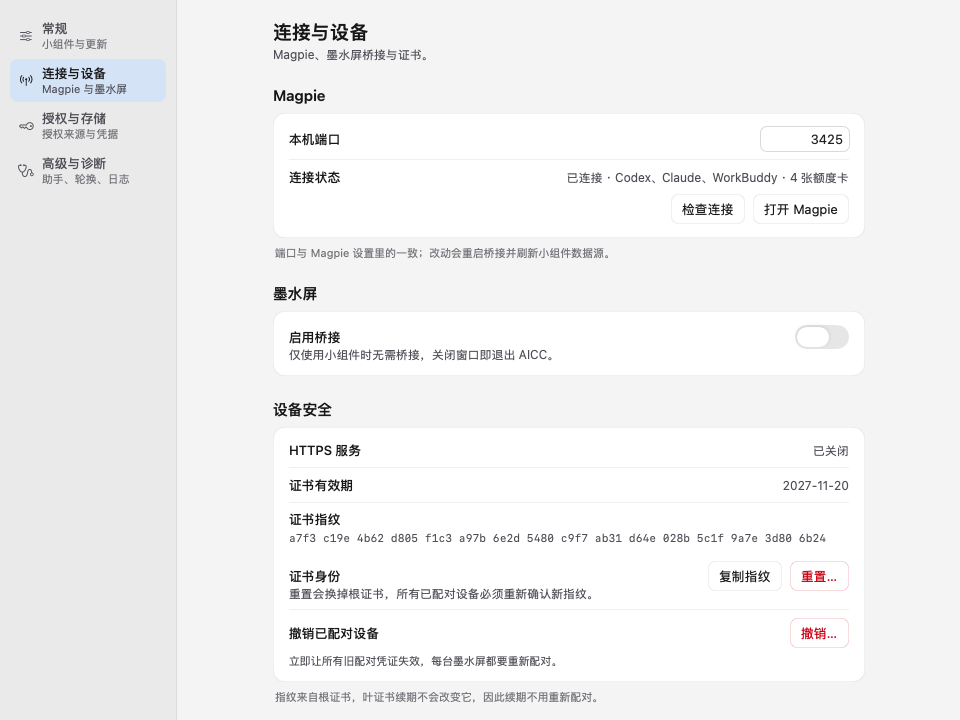 常规
小组件与更新
连接与设备
Magpie 与墨水屏
授权与存储
授权来源与凭据
高级与诊断
助手、轮换、日志
连接与设备
Magpie、墨水屏桥接与证书。
Magpie
本机端口
3425
连接状态
已连接 · Codex、Claude、WorkBuddy · 4 张额度卡
检查连接
打开 Magpie
端口与 Magpie 设置里的一致；改动会重启桥接并刷新小组件数据源。
墨水屏
启用桥接
仅使用小组件时无需桥接，关闭窗口即退出 AICC。
设备安全
HTTPS 服务
已关闭
证书有效期
2027-11-20
证书指纹
a7f3 c19e 4b62 d805 f1c3 a97b 6e2d 5480 c9f7 ab31 d64e 028b 5c1f 9a7e 3d80 6b24
证书身份
重置会换掉根证书，所有已配对设备必须重新确认新指纹。
复制指纹
重置…
撤销已配对设备
撤销…
立即让所有旧配对凭证失效，每台墨水屏都要重新配对。
指纹来自根证书，叶证书续期不会改变它，因此续期不用重新配对。